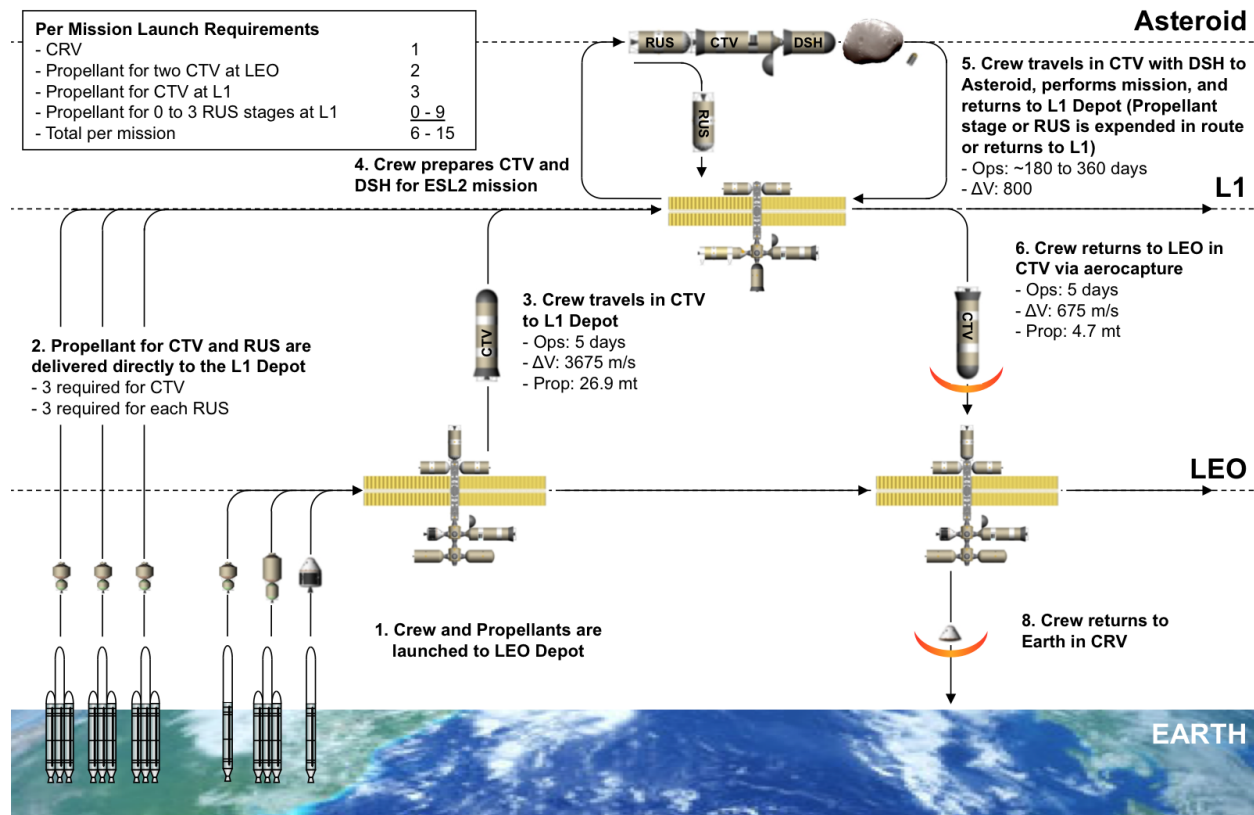 Per Mission Launch Requirements
- CRV 1
- Propellant for two CTV at LEO 2
- Propellant for CTV at L1 3
- Propellant for 0 to 3 RUS stages at L1 0 - 9
- Total per mission 6 - 15
RUS
CTV
DSH
Asteroid
RUS
4. Crew prepares CTV and
DSH for ESL2 mission
5. Crew travels in CTV with DSH to
Asteroid, performs mission, and
returns to L1 Depot (Propellant
stage or RUS is expended in route
or returns to L1)
- Ops: ~180 to 360 days
- ΔV: 800
L1
2. Propellant for CTV and RUS are
delivered directly to the L1 Depot
- 3 required for CTV
- 3 required for each RUS
CTV
3. Crew travels in CTV
to L1 Depot
- Ops: 5 days
- ΔV: 3675 m/s
- Prop: 26.9 mt
CTV
6. Crew returns to LEO in
CTV via aerocapture
- Ops: 5 days
- ΔV: 675 m/s
- Prop: 4.7 mt
LEO
1. Crew and Propellants are
launched to LEO Depot
8. Crew returns to
Earth in CRV
EARTH